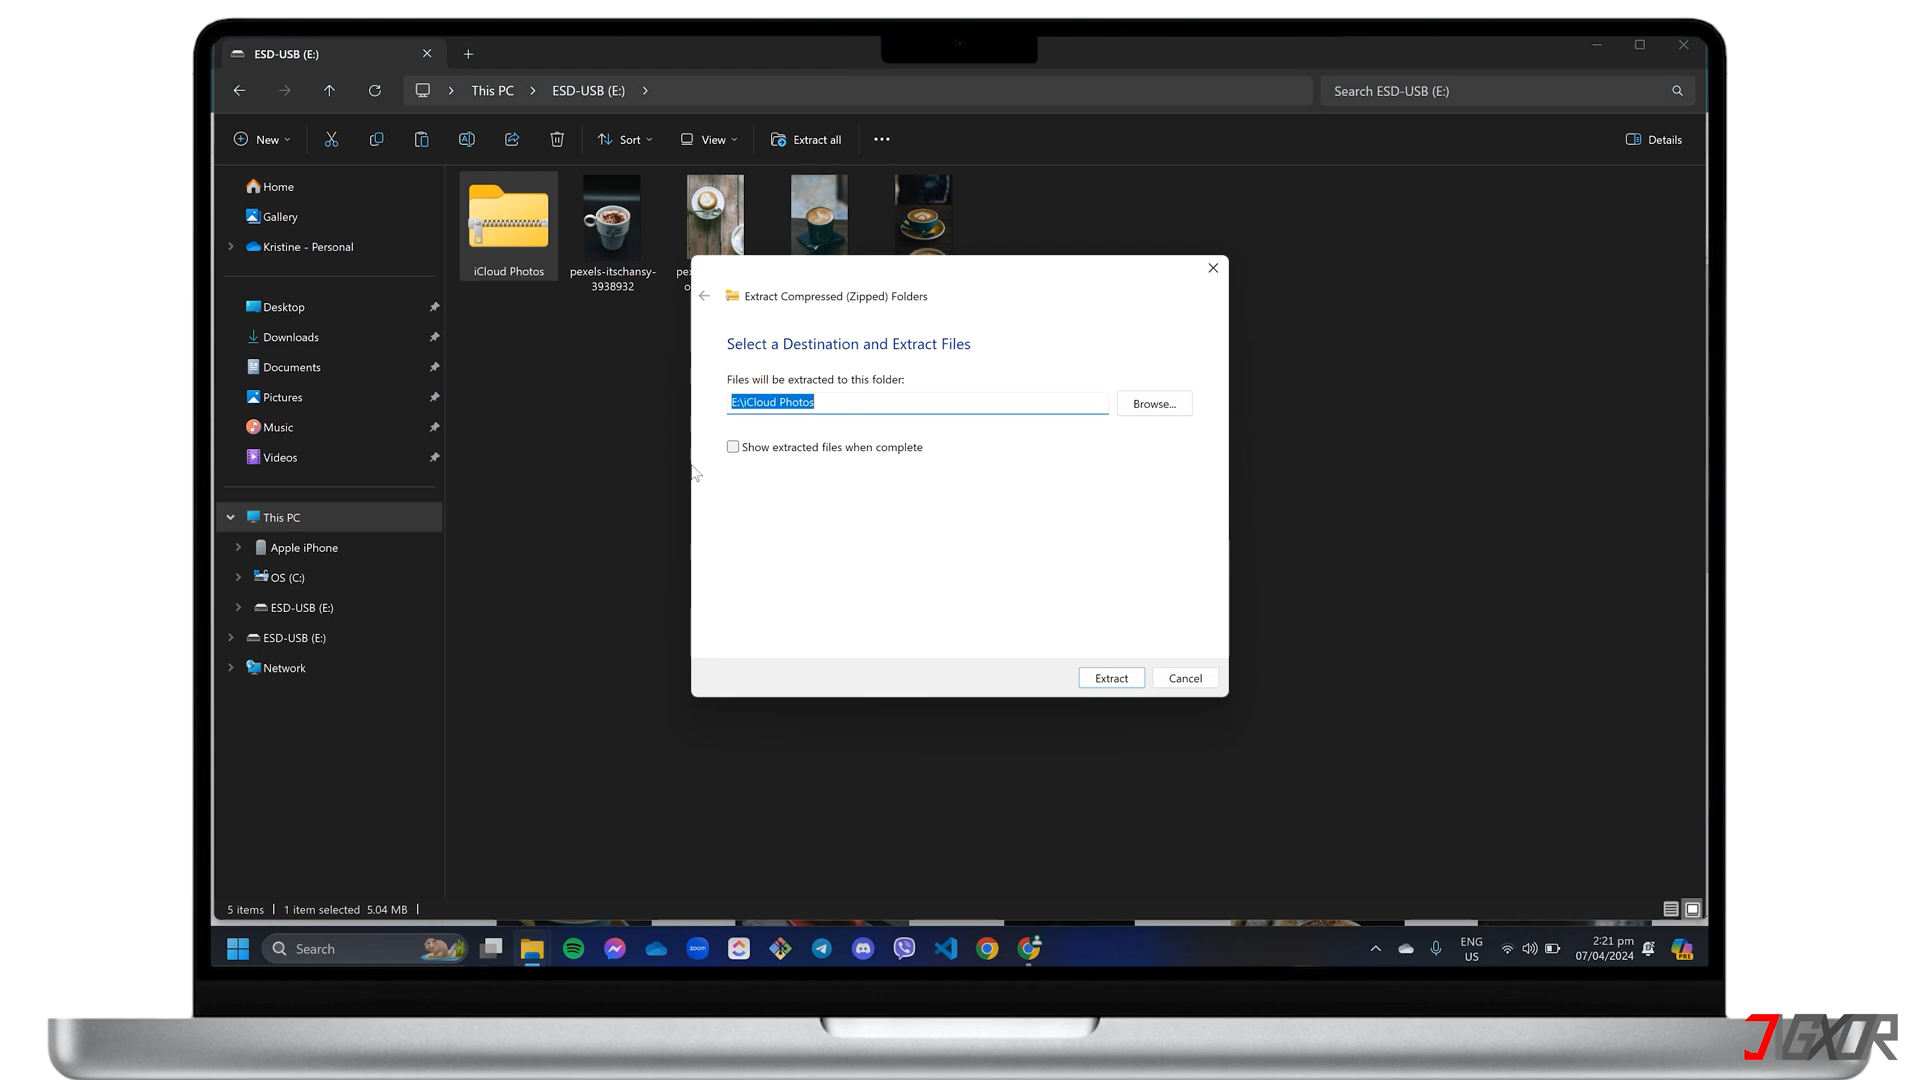 ESD-USB (E:)
This PC
ESD-USB (E:)
Search ESD-USB (E:)
New
Sort
View
Extract all
Details
Home
Gallery
Kristine - Personal
Desktop
Downloads
Documents
Pictures
Music
Videos
This PC
Apple iPhone
OS (C:)
ESD-USB (E:)
ESD-USB (E:)
Network
iCloud Photos
pexels-itschansy-
3938932
Extract Compressed (Zipped) Folders
Select a Destination and Extract Files
Files will be extracted to this folder:
E:\iCloud Photos
Browse...
Show extracted files when complete
Extract
Cancel
5 items
1 item selected 5.04 MB
Search
zoom
ENG
US
2:21 pm
07/04/2024
PRE
JGXOR